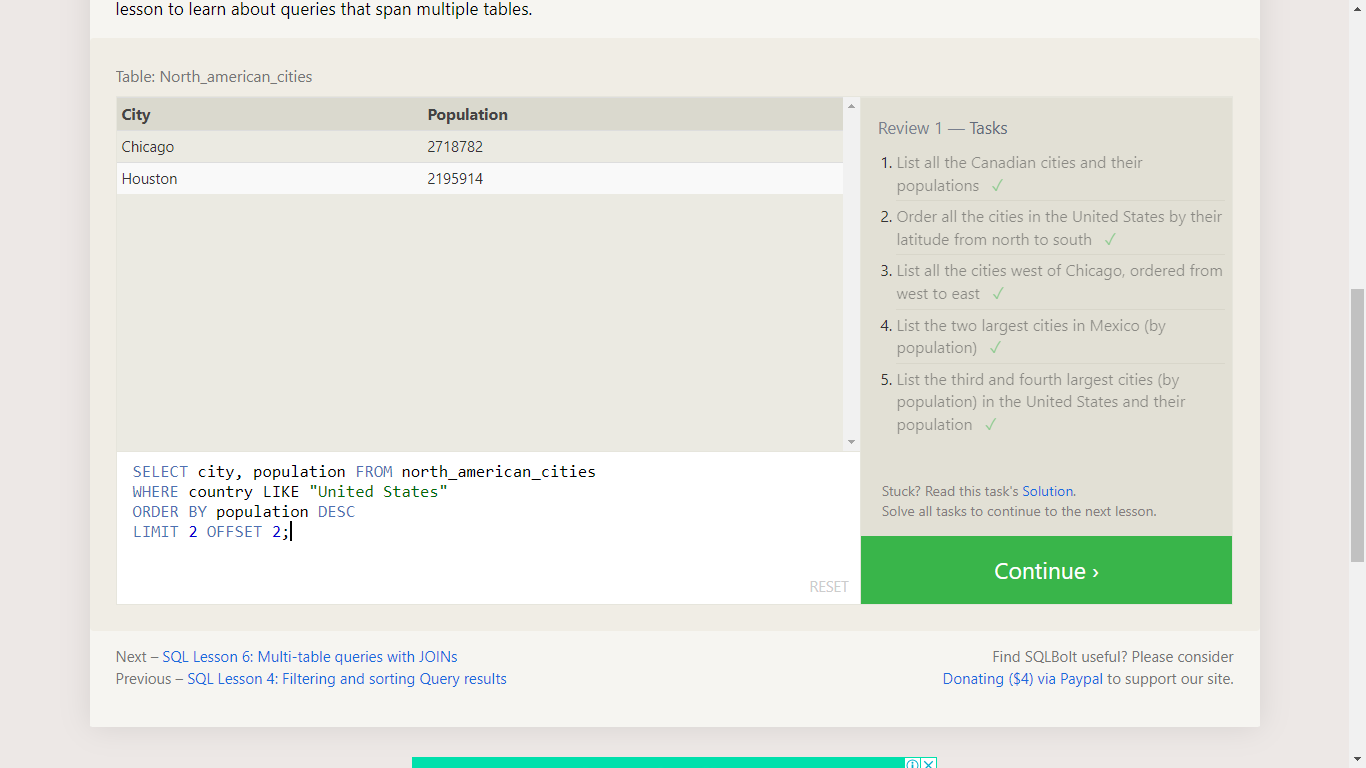 lesson to learn about queries that span multiple tables.
Table: North_american_cities
City Population
Chicago 2718782
Houston 2195914
SELECT city, population FROM north_american_cities
WHERE country LIKE "United States"
ORDER BY population DESC
LIMIT 2 OFFSET 2;
RESET
Review 1 — Tasks
1. List all the Canadian cities and their
populations ✓
2. Order all the cities in the United States by their
latitude from north to south ✓
3. List all the cities west of Chicago, ordered from
west to east ✓
4. List the two largest cities in Mexico (by
population) ✓
5. List the third and fourth largest cities (by
population) in the United States and their
population ✓
Stuck? Read this task's Solution.
Solve all tasks to continue to the next lesson.
Continue ›
Next – SQL Lesson 6: Multi-table queries with JOINs
Previous – SQL Lesson 4: Filtering and sorting Query results
Find SQLBolt useful? Please consider
Donating ($4) via Paypal to support our site.